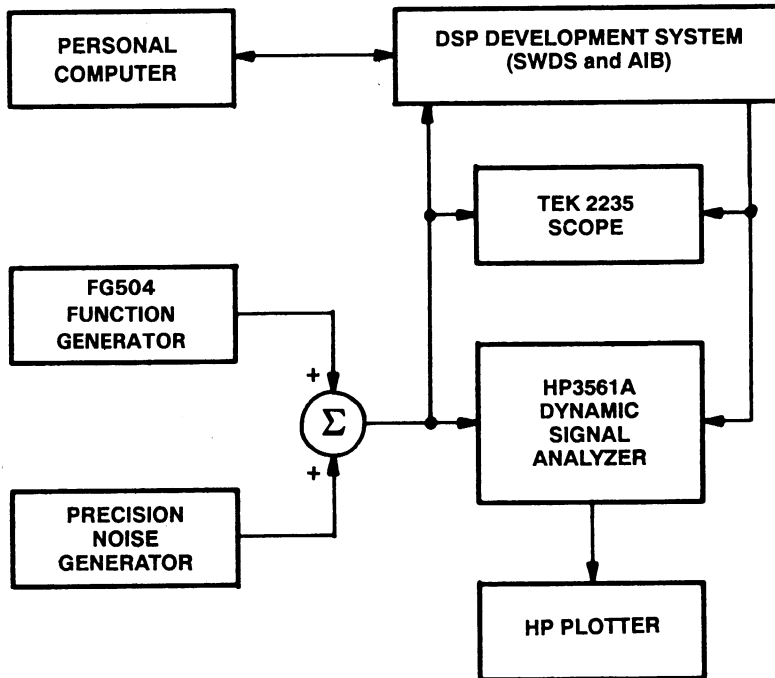 PERSONAL
COMPUTER
DSP DEVELOPMENT SYSTEM
(SWDS and AIB)
TEK 2235
SCOPE
FG504
FUNCTION
GENERATOR
+
Σ
+
HP3561A
DYNAMIC
SIGNAL
ANALYZER
PRECISION
NOISE
GENERATOR
HP PLOTTER